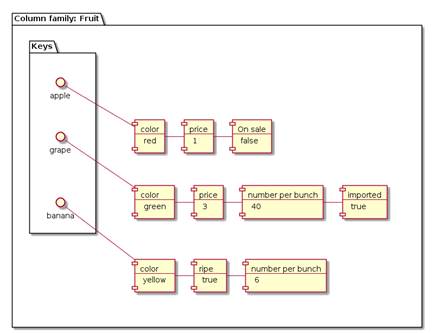 Column family: Fruit
Keys
apple
color price On sale
red 1 false
grape
color price number per bunch imported
green 3 40 true
banana
color ripe number per bunch
yellow true 6